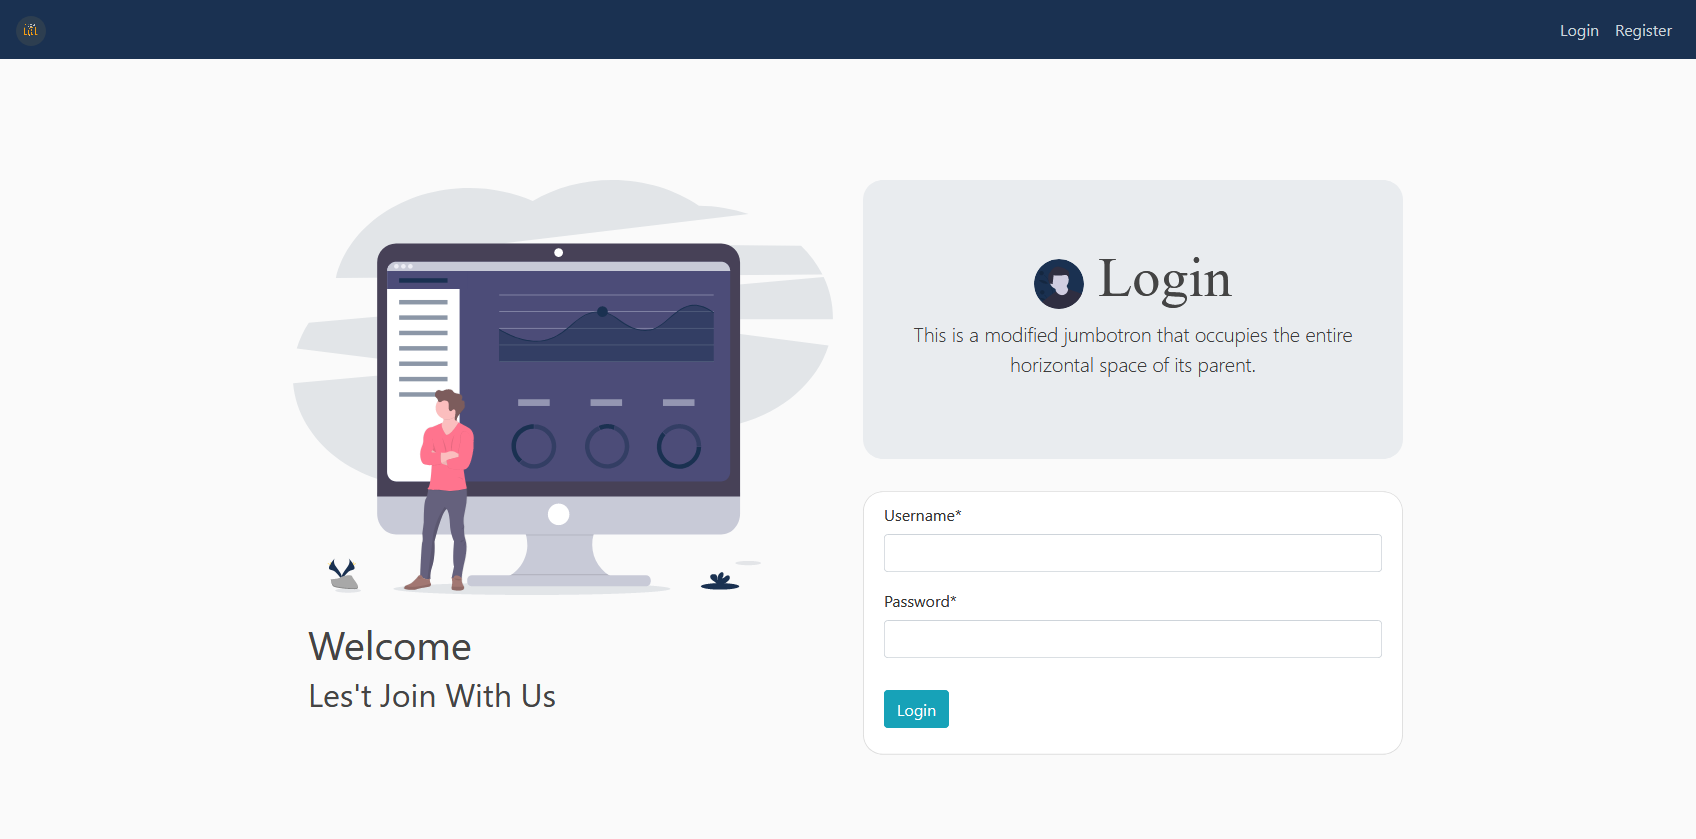 Login Register
Login
This is a modified jumbotron that occupies the entire
horizontal space of its parent.
Username*
Password*
Login
Welcome
Les't Join With Us